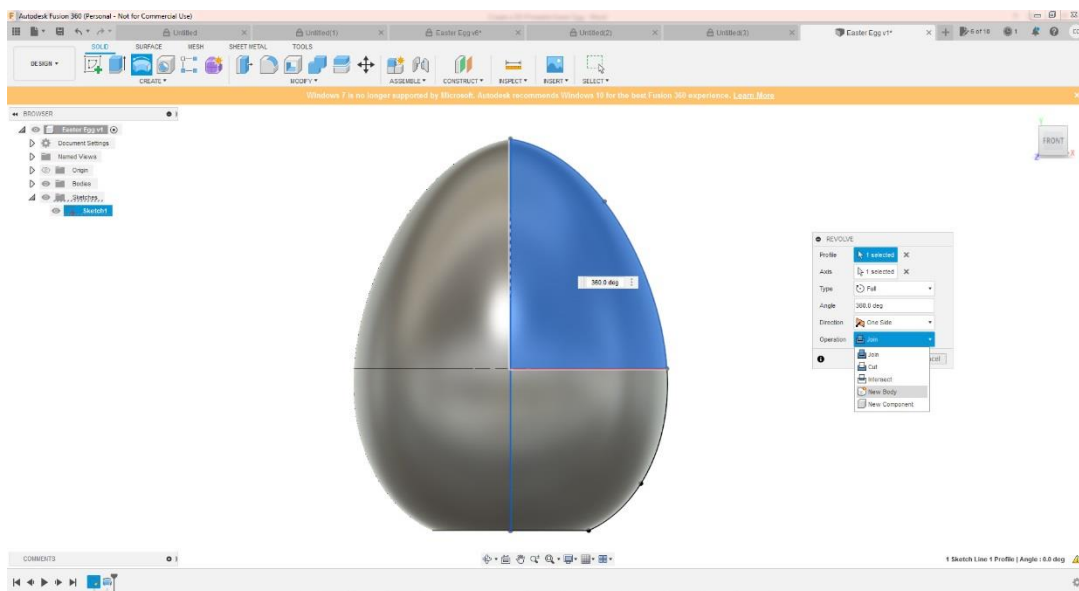 Autodesk Fusion 360 (Personal - Not for Commercial Use)
Untitled
Untitled(1)
Easter Egg v6*
Untitled(2)
Untitled(3)
Easter Egg v1*
6 of 10
1
SOLID SURFACE MESH SHEET METAL TOOLS
DESIGN
CREATE MODIFY ASSEMBLE CONSTRUCT INSPECT INSERT SELECT
Windows 7 is no longer supported by Microsoft. Autodesk recommends Windows 10 for the best Fusion 360 experience. Learn More
BROWSER
Easter Egg v1
Document Settings
Named Views
Origin
Bodies
Sketches
Sketch1
Y
FRONT
Z
X
360.0 deg
REVOLVE
Profile 1 selected
Axis 1 selected
Type Full
Angle 360.0 deg
Direction One Side
Operation Join
Join
Cut
Intersect
New Body
New Component
COMMENTS
1 Sketch Line 1 Profile | Angle : 0.0 deg